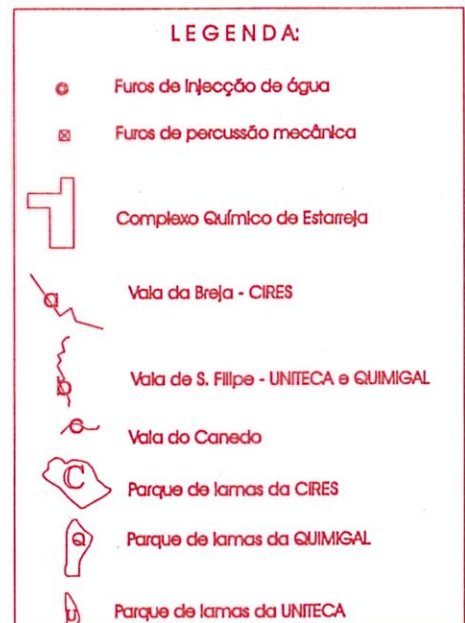 LEGENDA:
Furos de Injecção de água
Furos de percussão mecânica
Complexo Químico de Estarreja
a Vala da Breja - CIRES
b Vala de S. Filipe - UNITECA e QUIMIGAL
c Vala do Canedo
C Parque de lamas da CIRES
Q Parque de lamas da QUIMIGAL
U Parque de lamas da UNITECA